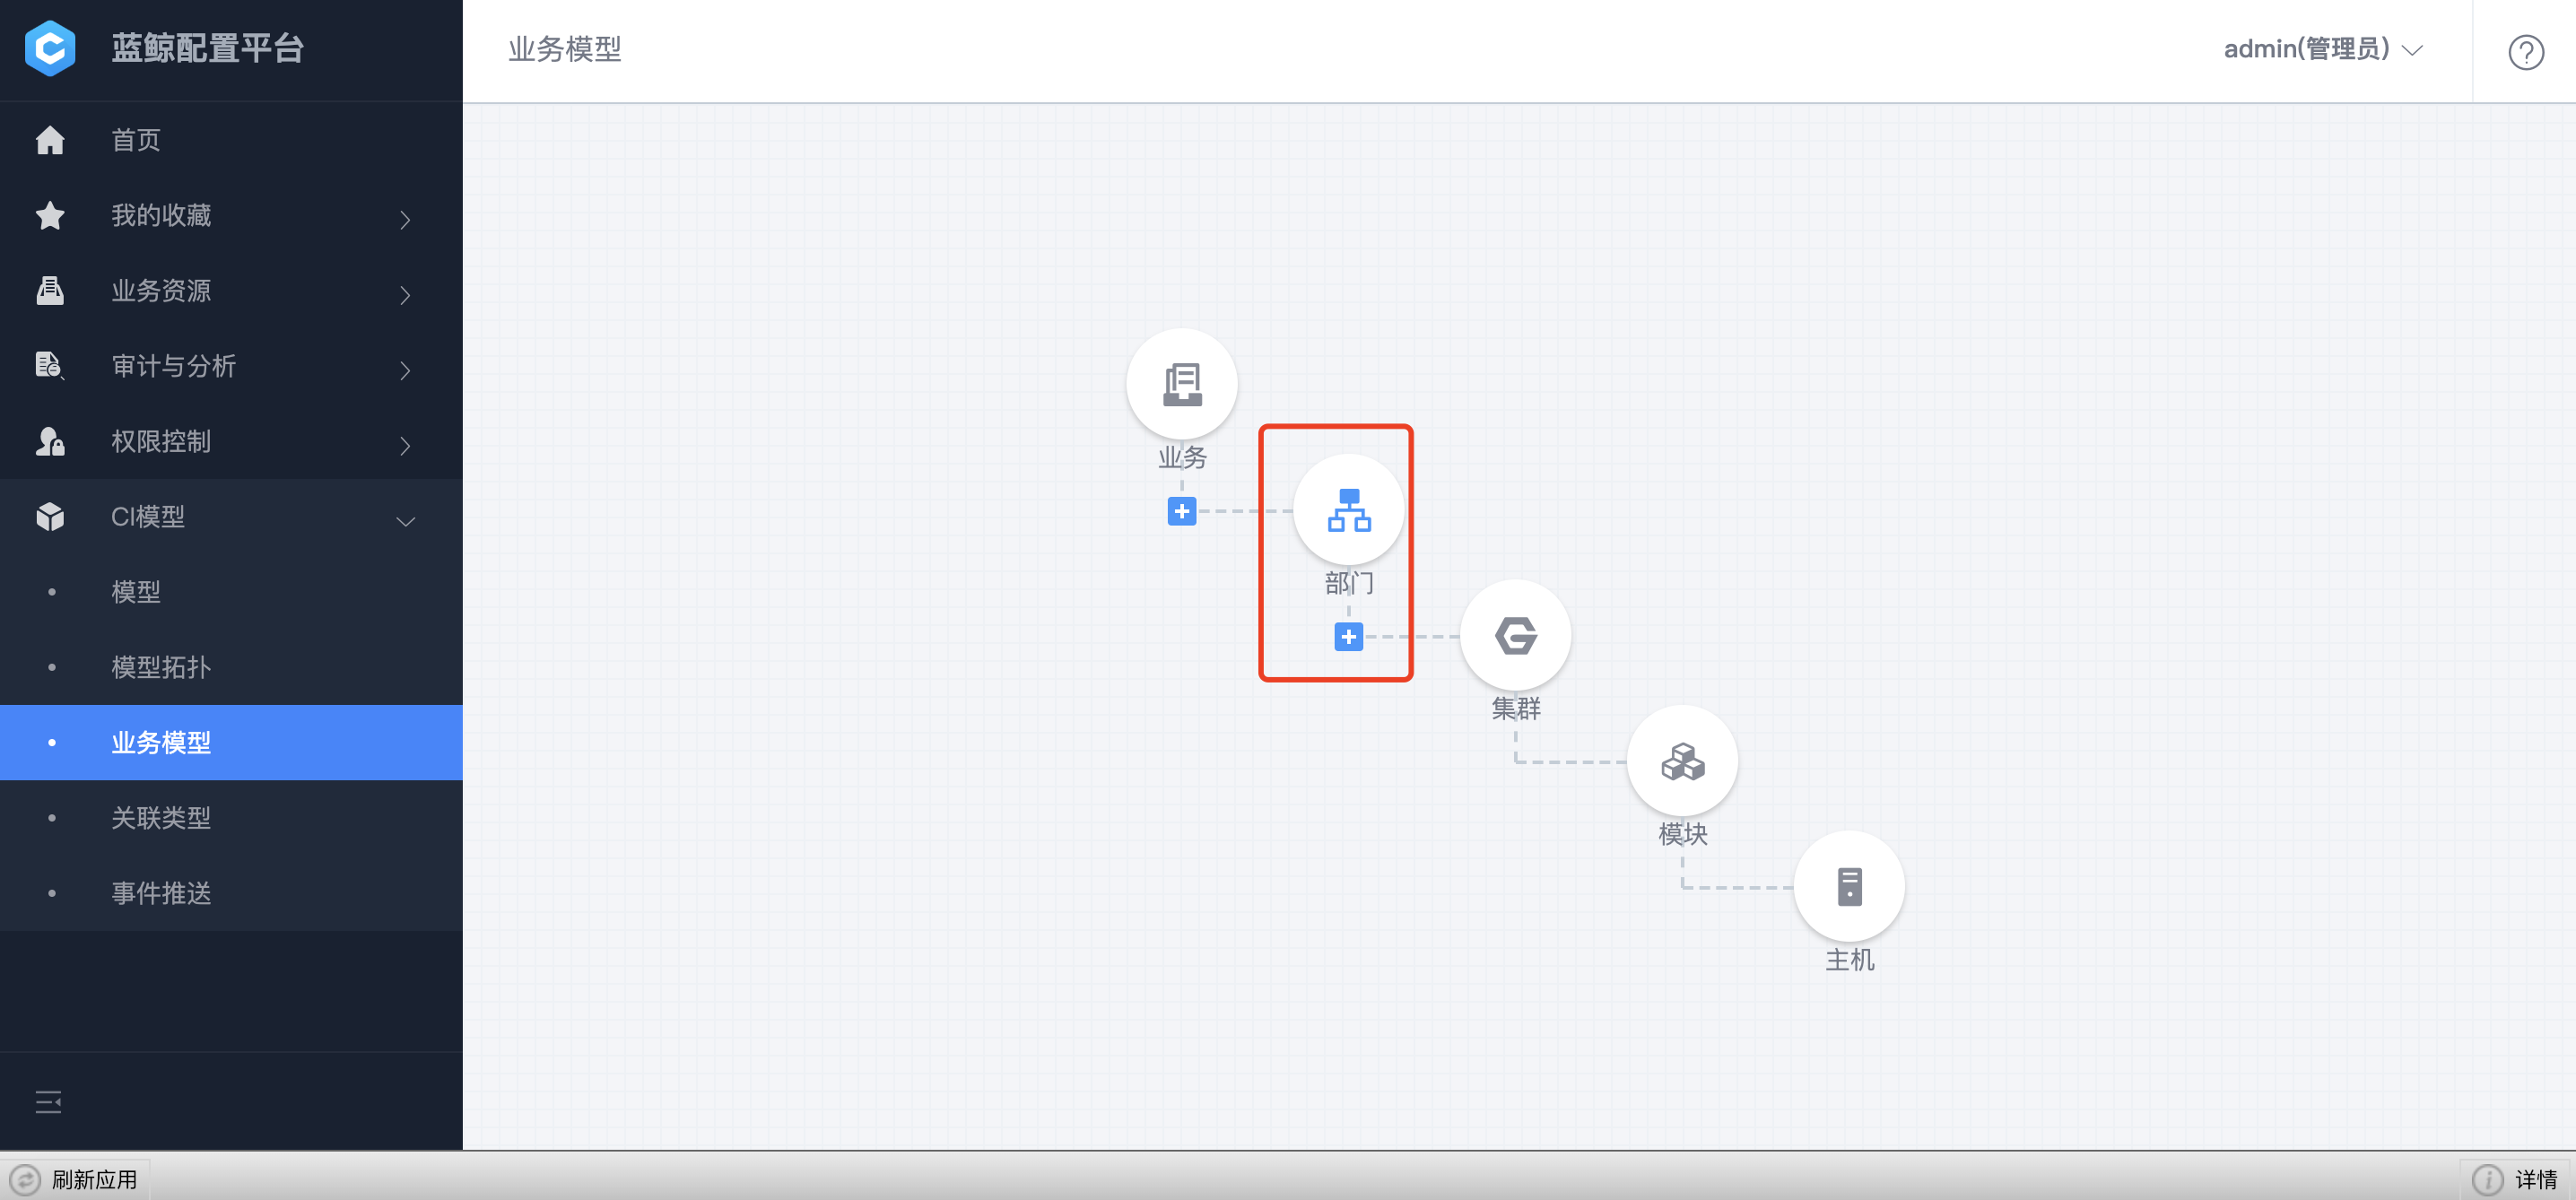 蓝鲸配置平台
业务模型
admin(管理员)
首页
我的收藏
业务资源
审计与分析
权限控制
CI模型
模型
模型拓扑
业务模型
关联类型
事件推送
业务
部门
集群
模块
主机
刷新应用
详情